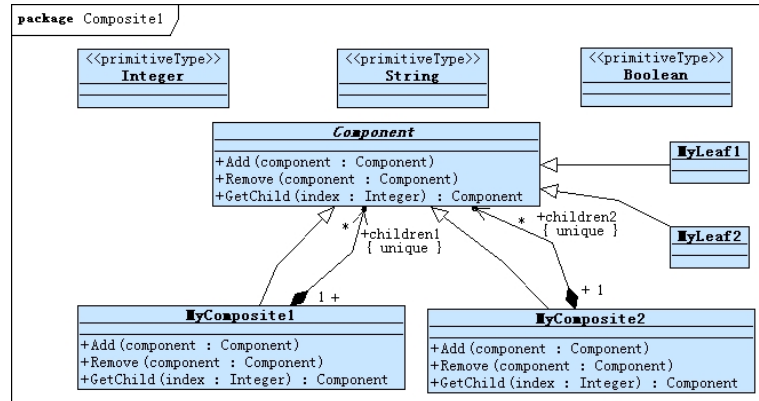 package Composite1
<<primitiveType>> <<primitiveType>> <<primitiveType>>
Integer String Boolean
Component
+Add(component : Component)
+Remove(component : Component)
+GetChild(index : Integer) : Component
MyLeaf1
MyLeaf2
* +children1
{ unique }
* +children2
{ unique }
1 +
+ 1
MyComposite1
+Add(component : Component)
+Remove(component : Component)
+GetChild(index : Integer) : Component
MyComposite2
+Add(component : Component)
+Remove(component : Component)
+GetChild(index : Integer) : Component